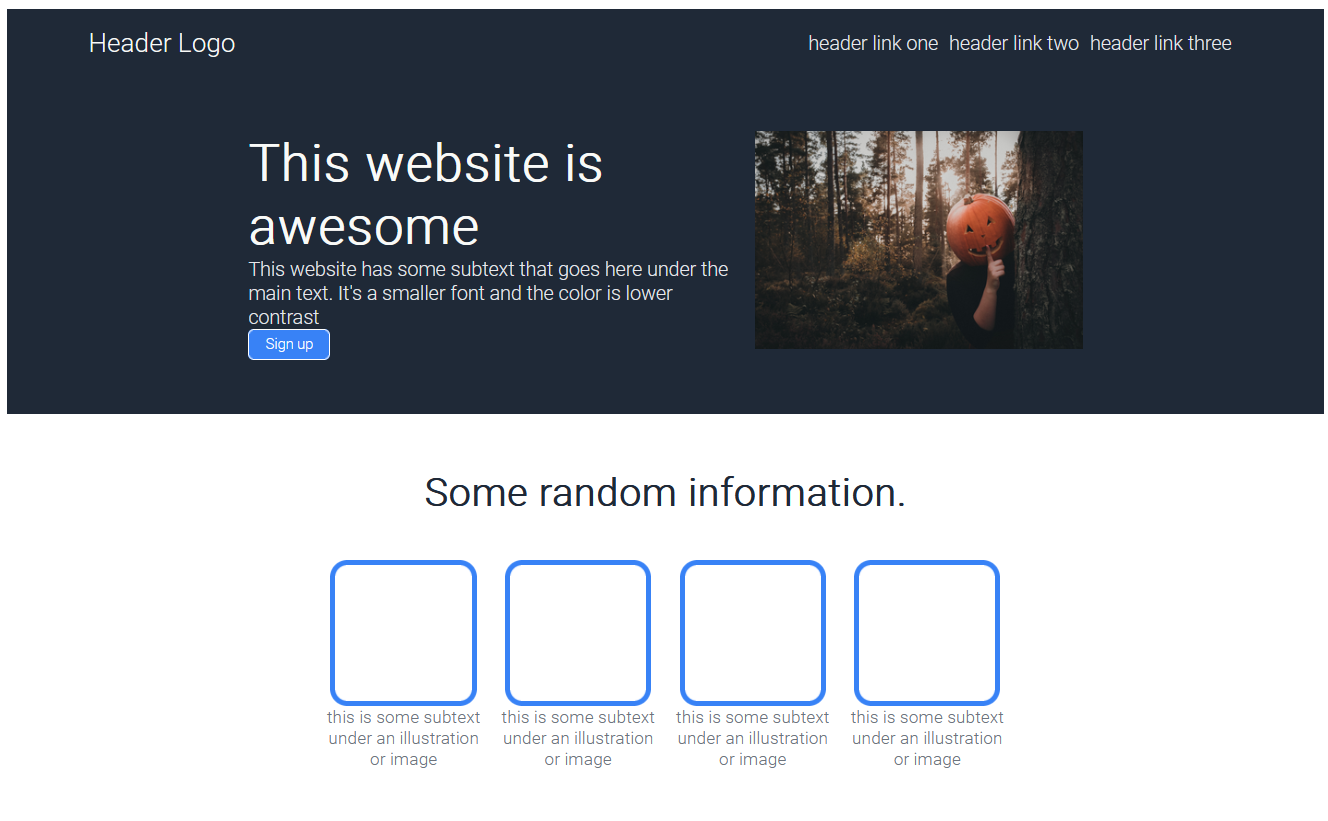 Header Logo
header link one header link two header link three
This website is
awesome
This website has some subtext that goes here under the
main text. It's a smaller font and the color is lower
contrast
Sign up
Some random information.
this is some subtext
under an illustration
or image
this is some subtext
under an illustration
or image
this is some subtext
under an illustration
or image
this is some subtext
under an illustration
or image